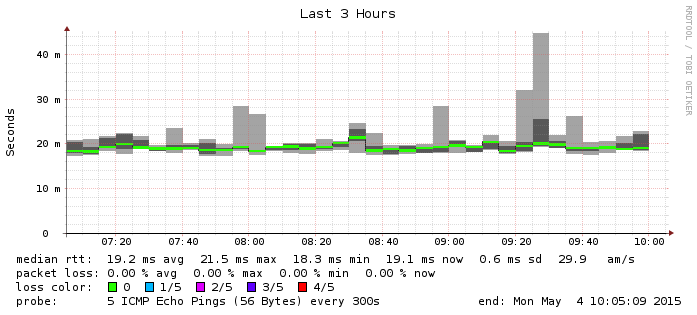 Last 3 Hours
RRDTOOL / TOBI OETIKER
Seconds
40 m
30 m
20 m
10 m
0
07:20 07:40 08:00 08:20 08:40 09:00 09:20 09:40 10:00
median rtt: 19.2 ms avg 21.5 ms max 18.3 ms min 19.1 ms now 0.6 ms sd 29.9 am/s
packet loss: 0.00 % avg 0.00 % max 0.00 % min 0.00 % now
loss color: 0 1/5 2/5 3/5 4/5
probe: 5 ICMP Echo Pings (56 Bytes) every 300s end: Mon May 4 10:05:09 2015